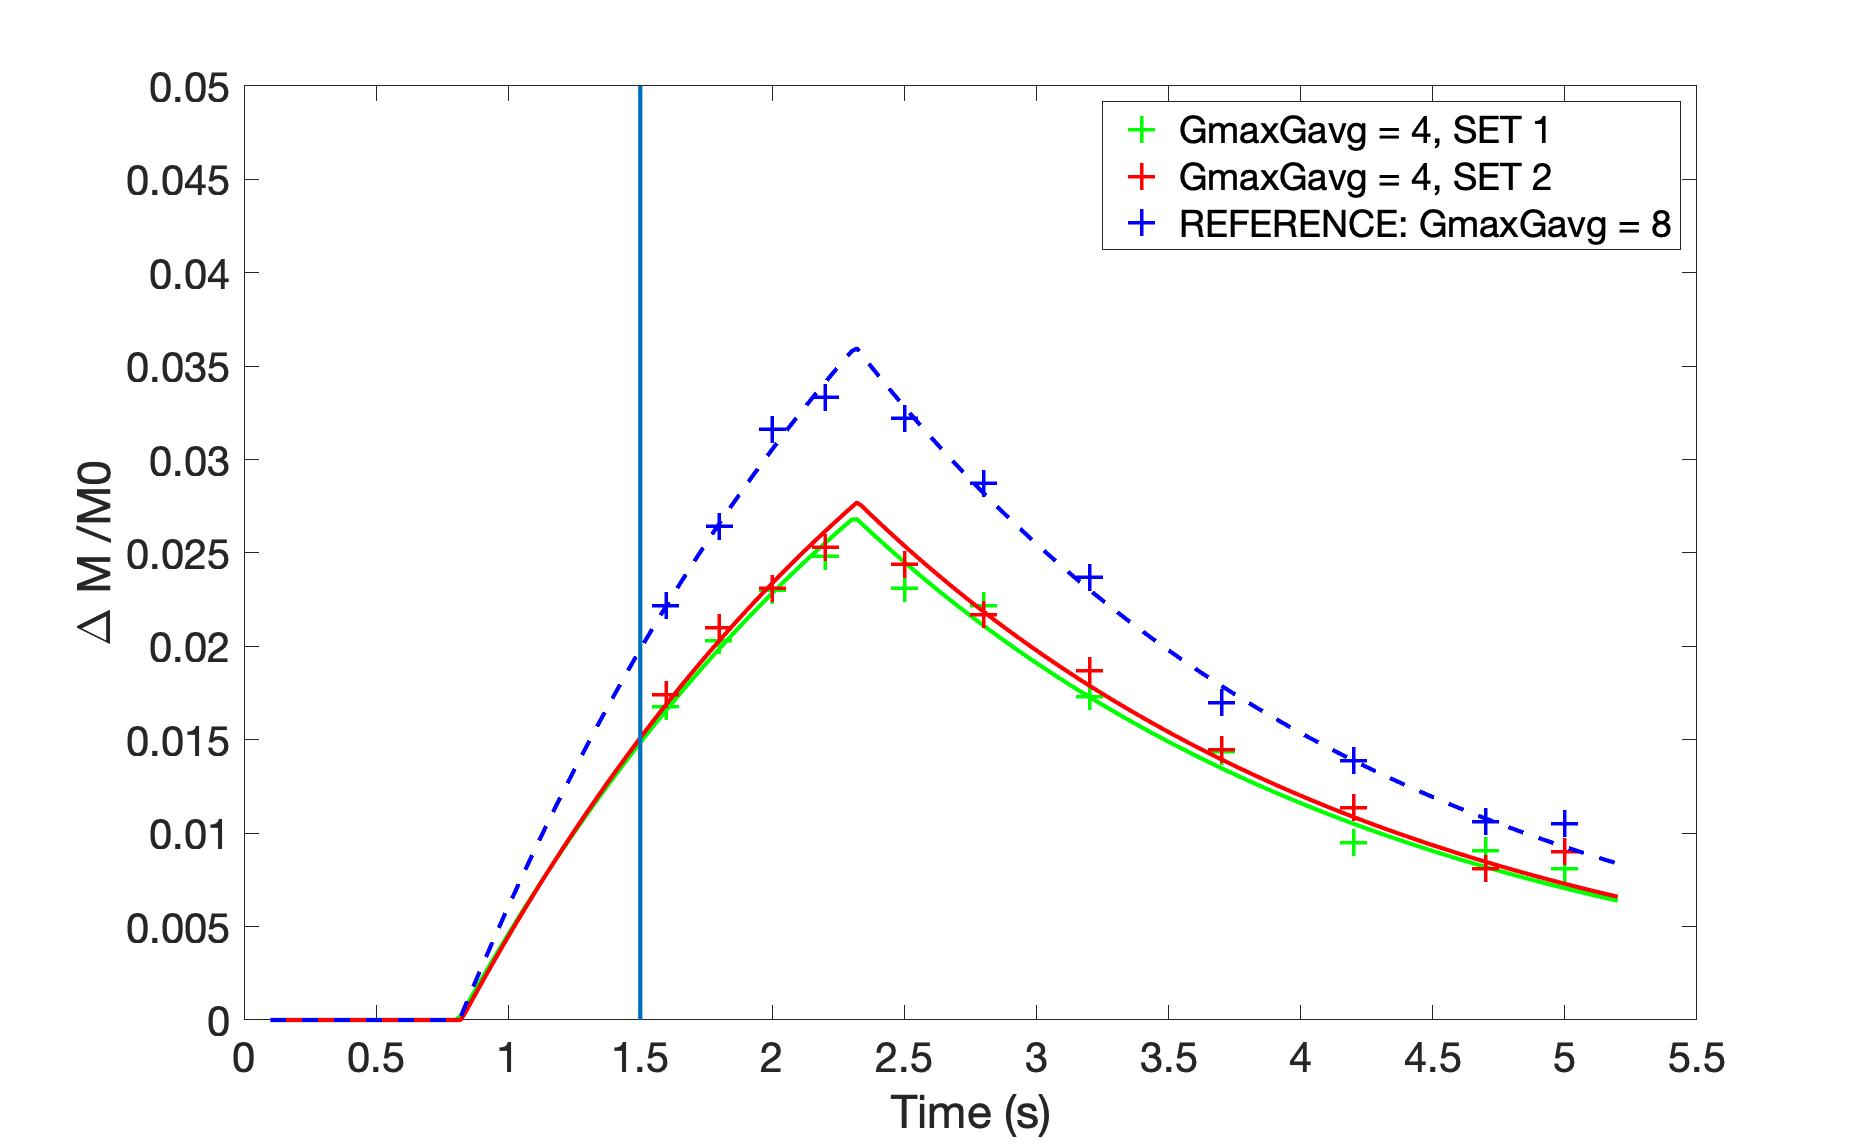 0.05
0.045
0.04
0.035
0.03
0.025
0.02
0.015
0.01
0.005
0
0 0.5 1 1.5 2 2.5 3 3.5 4 4.5 5 5.5
Time (s)
Δ M /M0
GmaxGavg = 4, SET 1
GmaxGavg = 4, SET 2
REFERENCE: GmaxGavg = 8